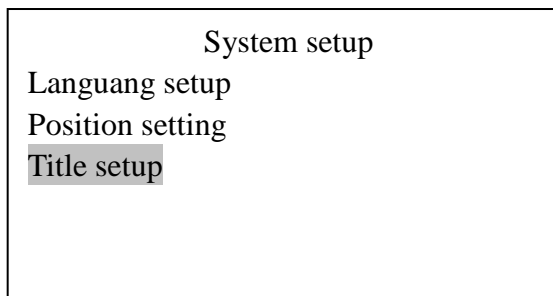 System setup
Languang setup
Position setting
Title setup